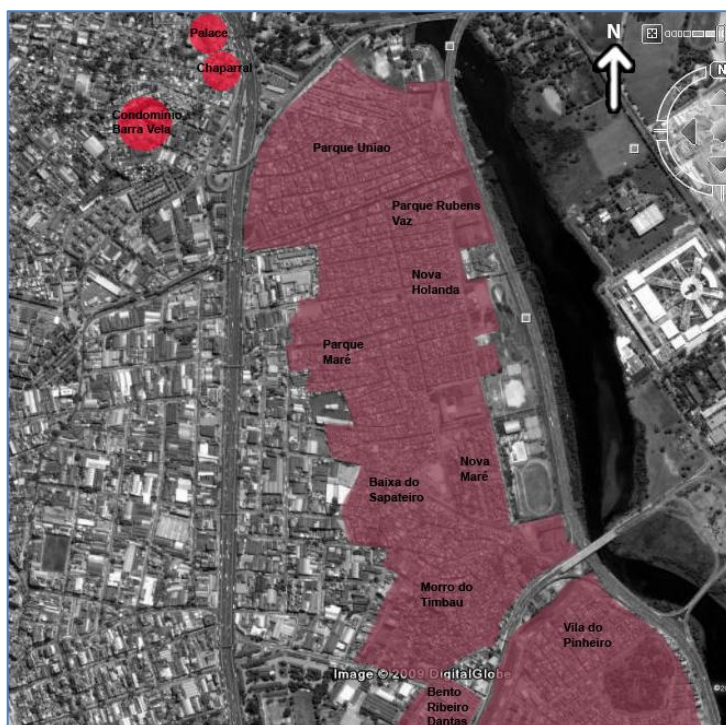 Palace
N
Chaparral
Condominio
Barra Vela
Parque Uniao
Parque Rubens
Vaz
Nova
Holanda
Parque
Maré
Nova
Maré
Baixa do
Sapateiro
Morro do
Timbau
Vila do
Pinheiro
Image © 2009 DigitalGlobe
Bento
Ribeiro
Dantas